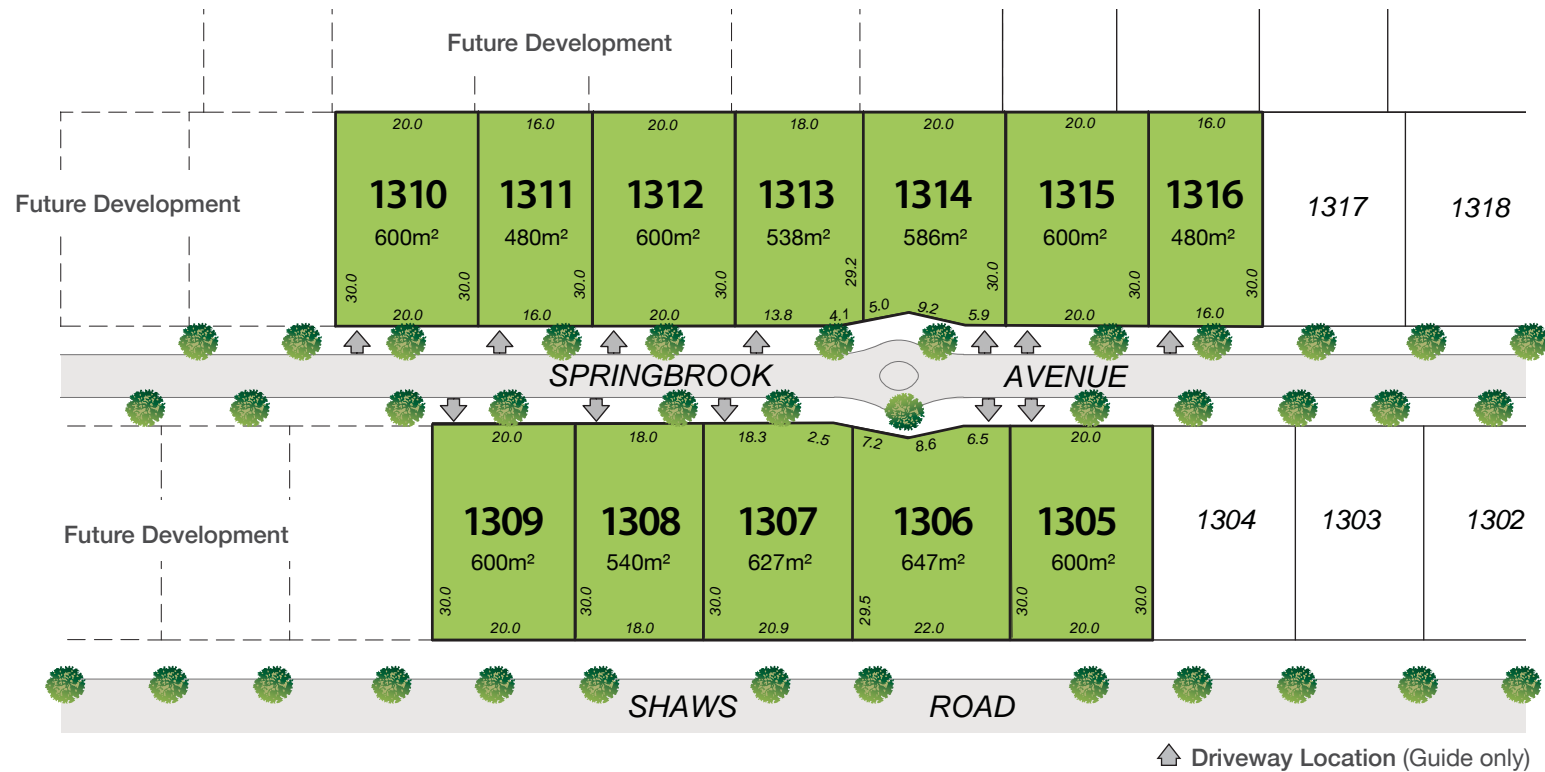 Future Development
20.0 16.0 20.0 18.0 20.0 20.0 16.0
1310 1311 1312 1313 1314 1315 1316 1317 1318
Future Development
600m² 480m² 600m² 538m² 586m² 600m² 480m²
30.0 30.0 30.0 30.0 29.2 30.0 30.0 30.0
20.0 16.0 20.0 13.8 4.1 5.0 9.2 5.9 20.0 16.0
SPRINGBROOK AVENUE
20.0 18.0 18.3 2.5 7.2 8.6 6.5 20.0
1309 1308 1307 1306 1305 1304 1303 1302
Future Development
600m² 540m² 627m² 647m² 600m²
30.0 30.0 30.0 29.5 30.0 30.0
20.0 18.0 20.9 22.0 20.0
SHAWS ROAD
Driveway Location (Guide only)